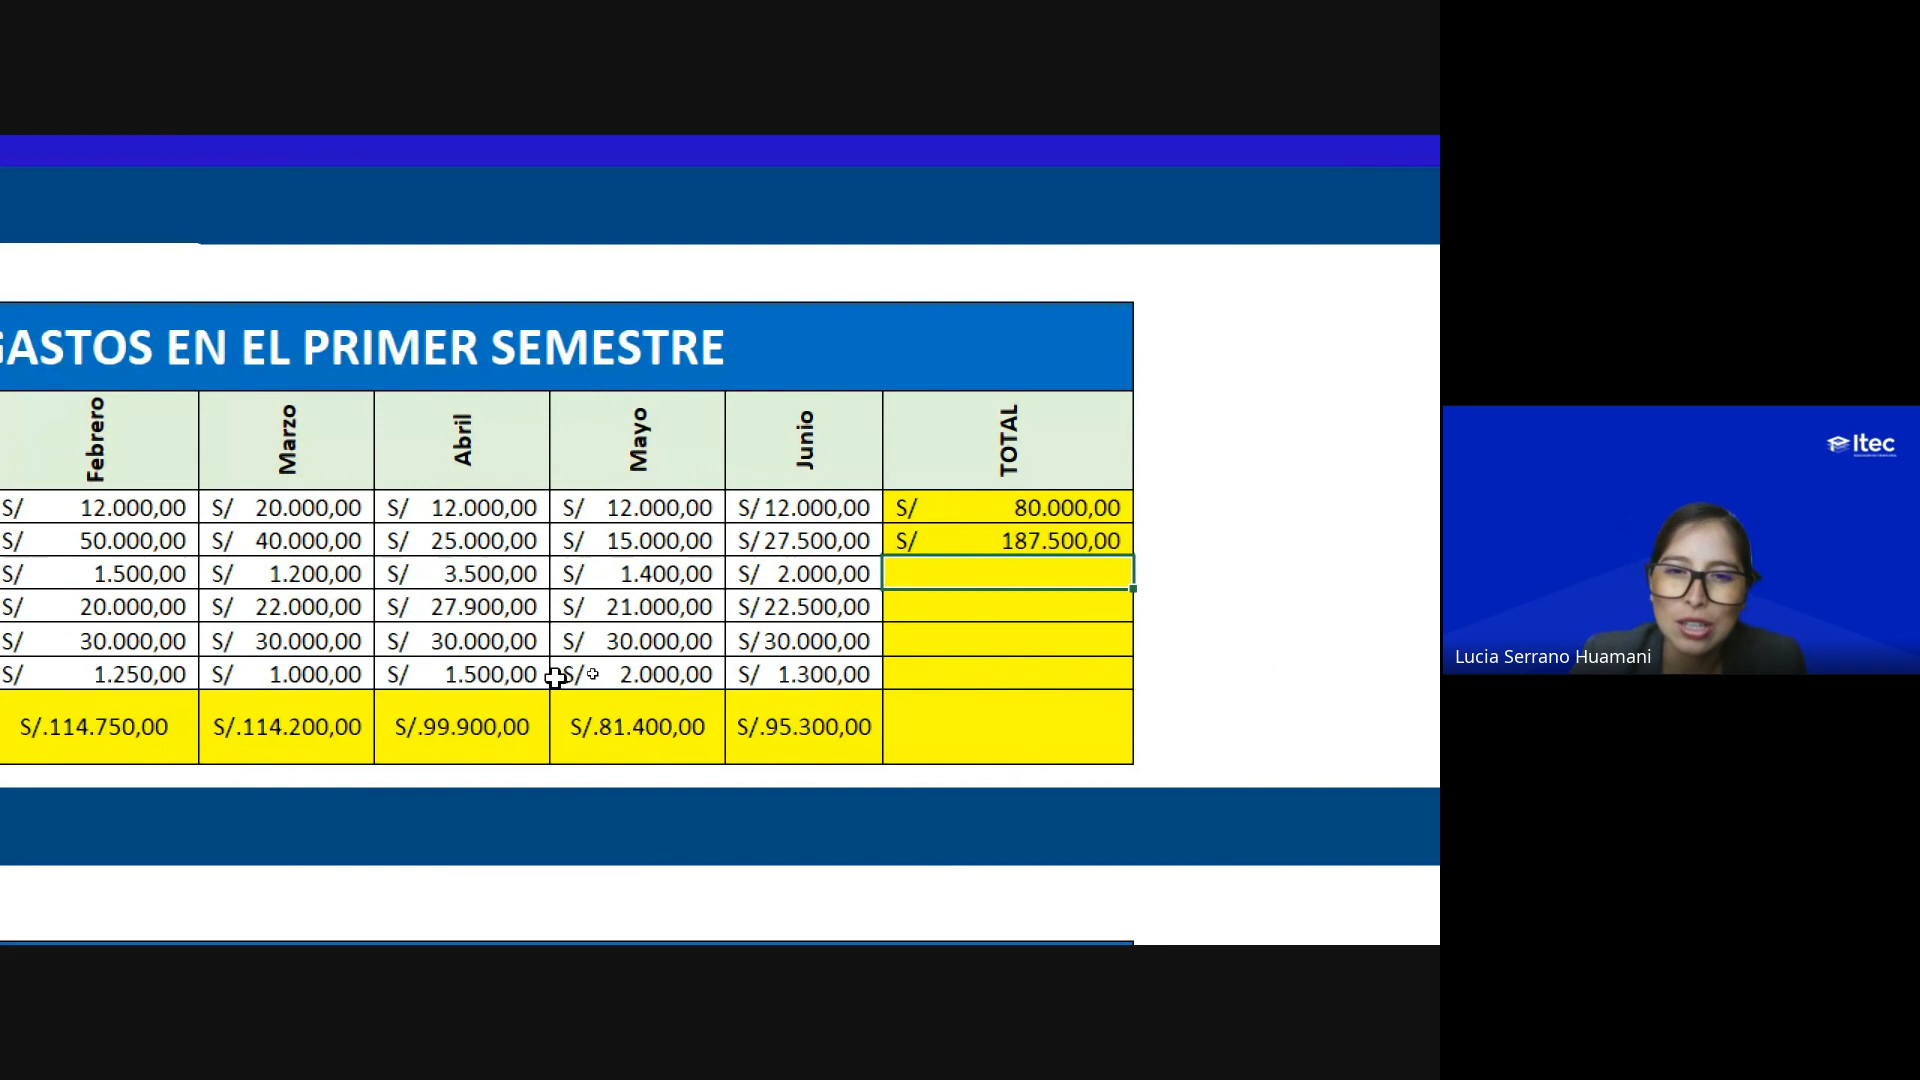 GASTOS EN EL PRIMER SEMESTRE
Febrero Marzo Abril Mayo Junio TOTAL
S/ 12.000,00 S/ 20.000,00 S/ 12.000,00 S/ 12.000,00 S/ 12.000,00 S/ 80.000,00
S/ 50.000,00 S/ 40.000,00 S/ 25.000,00 S/ 15.000,00 S/ 27.500,00 S/ 187.500,00
S/ 1.500,00 S/ 1.200,00 S/ 3.500,00 S/ 1.400,00 S/ 2.000,00
S/ 20.000,00 S/ 22.000,00 S/ 27.900,00 S/ 21.000,00 S/ 22.500,00
S/ 30.000,00 S/ 30.000,00 S/ 30.000,00 S/ 30.000,00 S/ 30.000,00
S/ 1.250,00 S/ 1.000,00 S/ 1.500,00 S/ 2.000,00 S/ 1.300,00
S/.114.750,00 S/.114.200,00 S/.99.900,00 S/.81.400,00 S/.95.300,00
Itec
Lucia Serrano Huamani